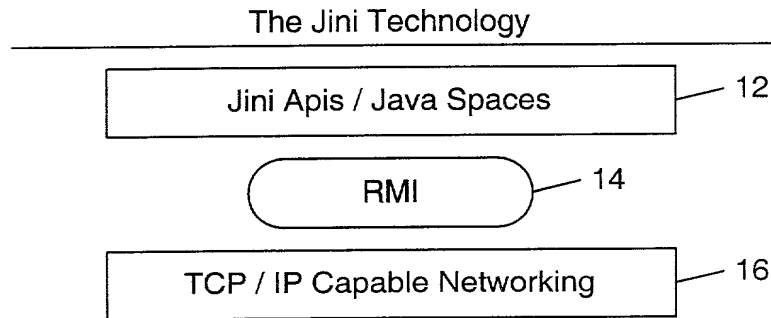 The Jini Technology
Jini Apis / Java Spaces
12
RMI
14
TCP / IP Capable Networking
16